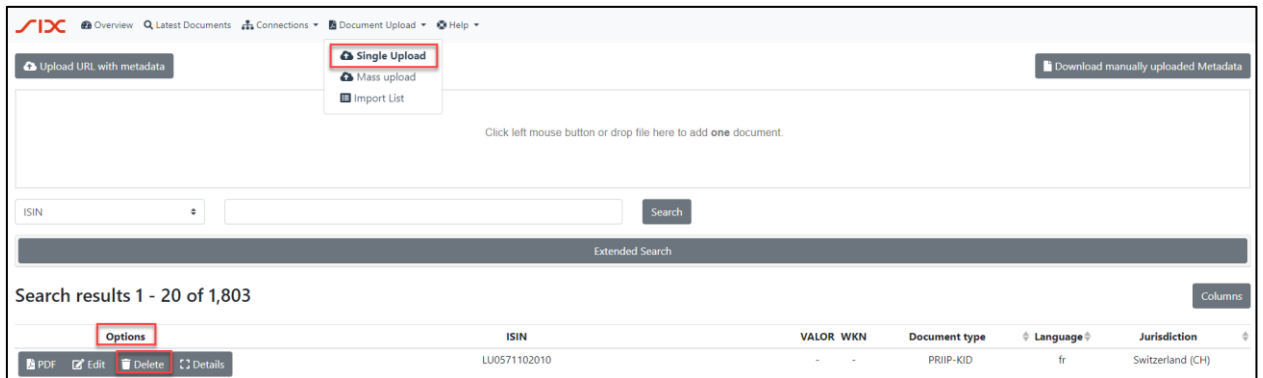 SIX Overview Latest Documents Connections Document Upload Help
Single Upload
Upload URL with metadata
Mass upload
Download manually uploaded Metadata
Import List
Click left mouse button or drop file here to add one document.
ISIN Search
Extended Search
Search results 1 - 20 of 1,803
Columns
Options ISIN VALOR WKN Document type Language Jurisdiction
PDF Edit Delete Details LU0571102010 - - PRIIP-KID fr Switzerland (CH)